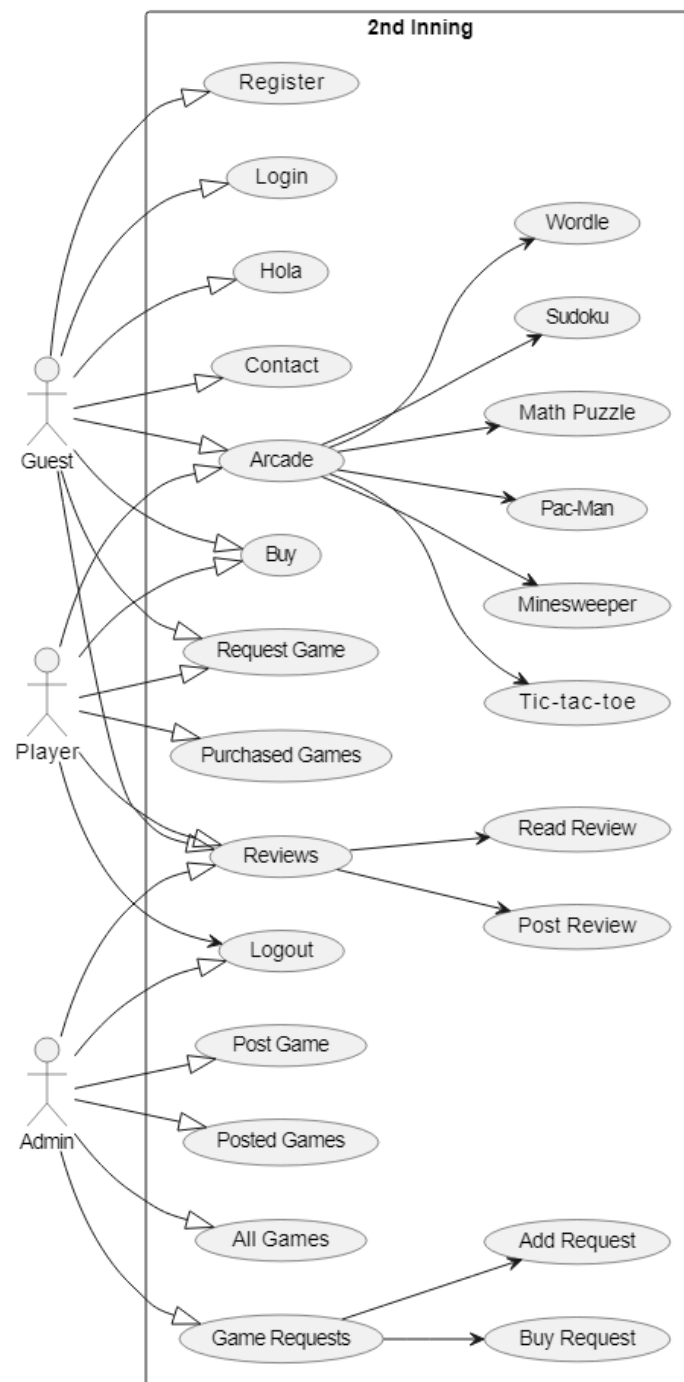 2nd Inning
Register
Login
Hola
Contact
Arcade
Buy
Request Game
Purchased Games
Reviews
Logout
Post Game
Posted Games
All Games
Game Requests
Wordle
Sudoku
Math Puzzle
Pac-Man
Minesweeper
Tic-tac-toe
Read Review
Post Review
Add Request
Buy Request
Guest
Player
Admin